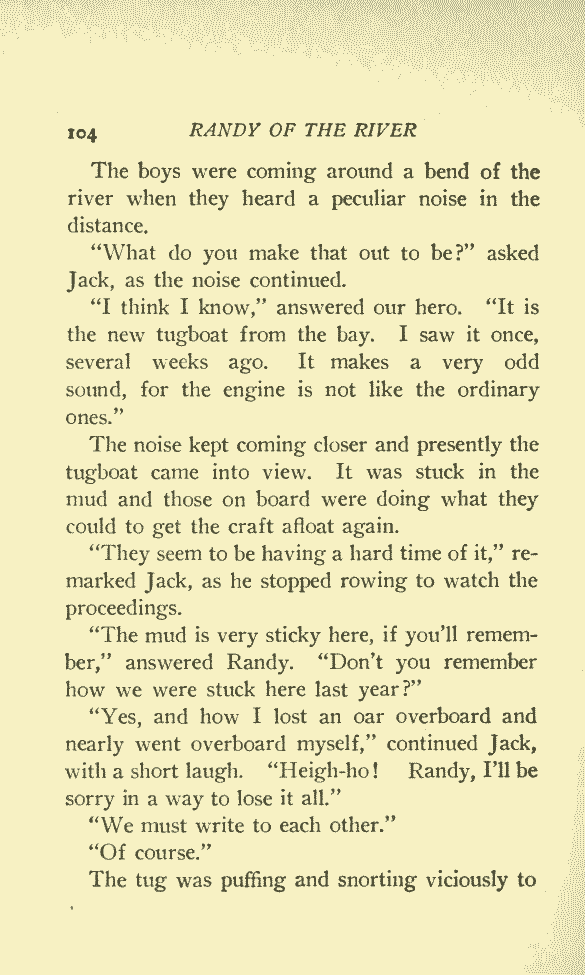 104 RANDY OF THE RIVER
The boys were coming around a bend of the
river when they heard a peculiar noise in the
distance.
"What do you make that out to be?" asked
Jack, as the noise continued.
"I think I know," answered our hero. "It is
the new tugboat from the bay. I saw it once,
several weeks ago. It makes a very odd
sound, for the engine is not like the ordinary
ones."
The noise kept coming closer and presently the
tugboat came into view. It was stuck in the
mud and those on board were doing what they
could to get the craft afloat again.
"They seem to be having a hard time of it," re-
marked Jack, as he stopped rowing to watch the
proceedings.
"The mud is very sticky here, if you'll remem-
ber," answered Randy. "Don't you remember
how we were stuck here last year?"
"Yes, and how I lost an oar overboard and
nearly went overboard myself," continued Jack,
with a short laugh. "Heigh-ho! Randy, I'll be
sorry in a way to lose it all."
"We must write to each other."
"Of course."
The tug was puffing and snorting viciously to